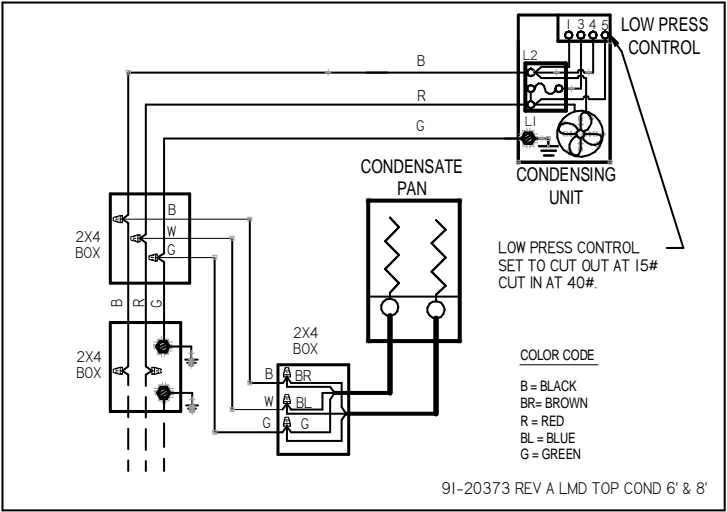 1 3 4 5
LOW PRESS
CONTROL
L2
B
R
G
L1
CONDENSING
UNIT
CONDENSATE
PAN
2X4
BOX
B
W
G
LOW PRESS CONTROL
SET TO CUT OUT AT 15#
CUT IN AT 40#.
B
R
G
2X4
BOX
2X4
BOX
B
BR
W
BL
G
G
COLOR CODE
B = BLACK
BR= BROWN
R = RED
BL = BLUE
G = GREEN
91-20373 REV A LMD TOP COND 6' & 8'